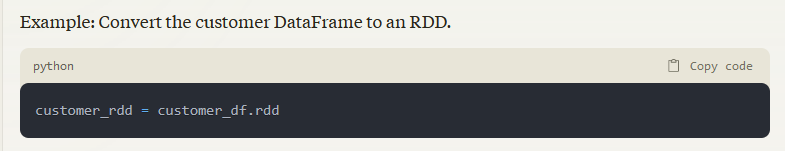 Example: Convert the customer DataFrame to an RDD.
python
Copy code
customer_rdd = customer_df.rdd